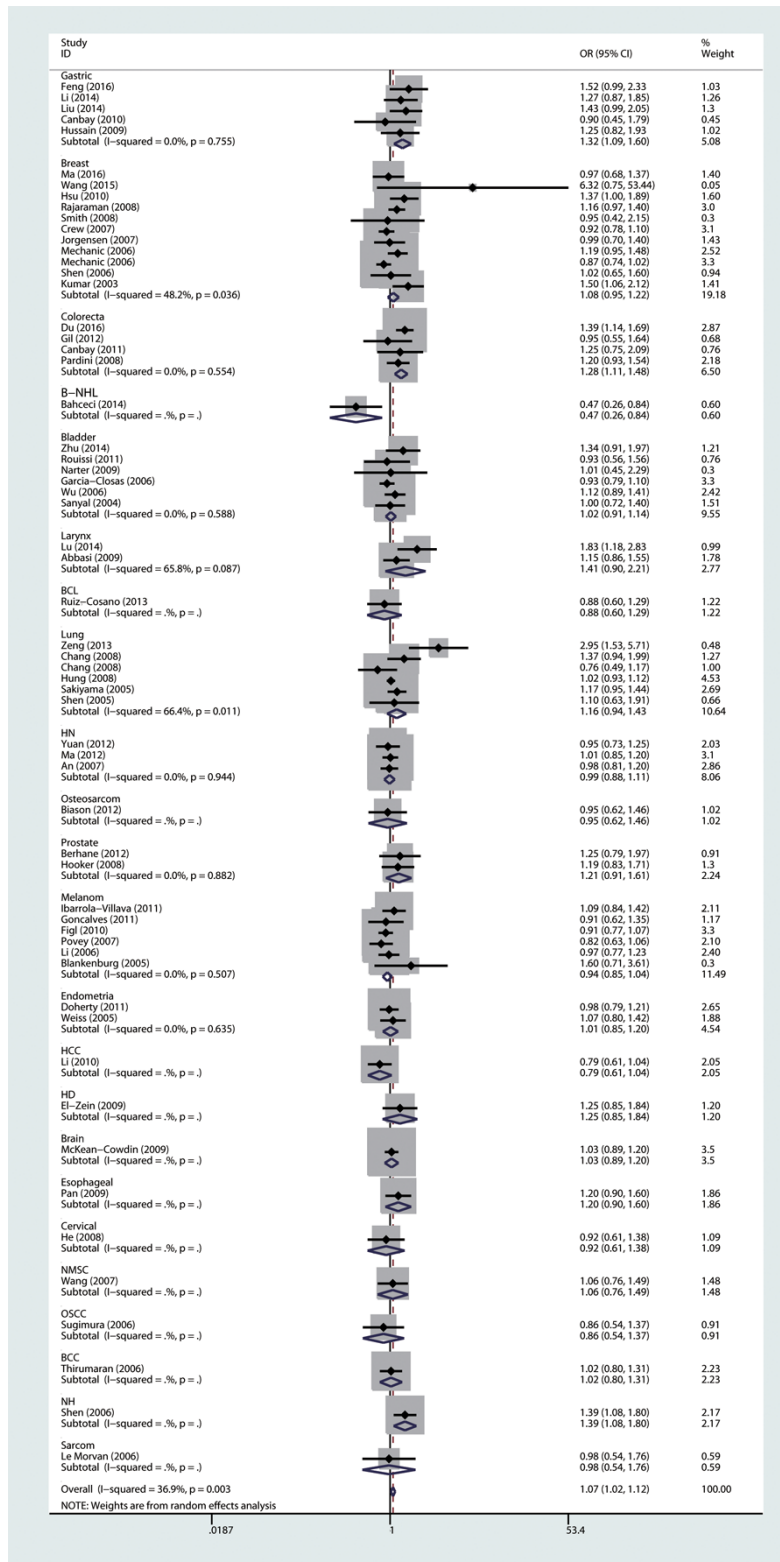 Study
ID OR (95% CI) % Weight
Gastric
Feng (2016) 1.52 (0.99, 2.33 1.03
Li (2014) 1.27 (0.87, 1.85) 1.26
Liu (2014) 1.43 (0.99, 2.05) 1.3
Canbay (2010) 0.90 (0.45, 1.79) 0.45
Hussain (2009) 1.25 (0.82, 1.93 1.02
Subtotal (I−squared = 0.0%, p = 0.755) 1.32 (1.09, 1.60) 5.08
Breast
Ma (2016) 0.97 (0.68, 1.37) 1.40
Wang (2015) 6.32 (0.75, 53.44) 0.05
Hsu (2010) 1.37 (1.00, 1.89) 1.60
Rajaraman (2008) 1.16 (0.97, 1.40) 3.0
Smith (2008) 0.95 (0.42, 2.15) 0.3
Crew (2007) 0.92 (0.78, 1.10) 3.1
Jorgensen (2007) 0.99 (0.70, 1.40) 1.43
Mechanic (2006) 1.19 (0.95, 1.48) 2.52
Mechanic (2006) 0.87 (0.74, 1.02) 3.3
Shen (2006) 1.02 (0.65, 1.60) 0.94
Kumar (2003) 1.50 (1.06, 2.12) 1.41
Subtotal (I−squared = 48.2%, p = 0.036) 1.08 (0.95, 1.22) 19.18
Colorecta
Du (2016) 1.39 (1.14, 1.69) 2.87
Gil (2012) 0.95 (0.55, 1.64) 0.68
Canbay (2011) 1.25 (0.75, 2.09) 0.76
Pardini (2008) 1.20 (0.93, 1.54) 2.18
Subtotal (I−squared = 0.0%, p = 0.554) 1.28 (1.11, 1.48) 6.50
B−NHL
Bahceci (2014) 0.47 (0.26, 0.84) 0.60
Subtotal (I−squared = .%, p = .) 0.47 (0.26, 0.84) 0.60
Bladder
Zhu (2014) 1.34 (0.91, 1.97) 1.21
Rouissi (2011) 0.93 (0.56, 1.56) 0.76
Narter (2009) 1.01 (0.45, 2.29) 0.3
Garcia−Closas (2006) 0.93 (0.79, 1.10) 3.3
Wu (2006) 1.12 (0.89, 1.41) 2.42
Sanyal (2004) 1.00 (0.72, 1.40) 1.51
Subtotal (I−squared = 0.0%, p = 0.588) 1.02 (0.91, 1.14) 9.55
Larynx
Lu (2014) 1.83 (1.18, 2.83 0.99
Abbasi (2009) 1.15 (0.86, 1.55) 1.78
Subtotal (I−squared = 65.8%, p = 0.087) 1.41 (0.90, 2.21) 2.77
BCL
Ruiz−Cosano (2013 0.88 (0.60, 1.29) 1.22
Subtotal (I−squared = .%, p = .) 0.88 (0.60, 1.29) 1.22
Lung
Zeng (2013 2.95 (1.53, 5.71) 0.48
Chang (2008) 1.37 (0.94, 1.99) 1.27
Chang (2008) 0.76 (0.49, 1.17) 1.00
Hung (2008) 1.02 (0.93, 1.12) 4.53
Sakiyama (2005) 1.17 (0.95, 1.44) 2.69
Shen (2005) 1.10 (0.63, 1.91) 0.66
Subtotal (I−squared = 66.4%, p = 0.011) 1.16 (0.94, 1.43 10.64
HN
Yuan (2012) 0.95 (0.73, 1.25) 2.03
Ma (2012) 1.01 (0.85, 1.20) 3.1
An (2007) 0.98 (0.81, 1.20) 2.86
Subtotal (I−squared = 0.0%, p = 0.944) 0.99 (0.88, 1.11) 8.06
Osteosarcom
Biason (2012) 0.95 (0.62, 1.46) 1.02
Subtotal (I−squared = .%, p = .) 0.95 (0.62, 1.46) 1.02
Prostate
Berhane (2012) 1.25 (0.79, 1.97) 0.91
Hooker (2008) 1.19 (0.83, 1.71) 1.3
Subtotal (I−squared = 0.0%, p = 0.882) 1.21 (0.91, 1.61) 2.24
Melanom
Ibarrola−Villava (2011) 1.09 (0.84, 1.42) 2.11
Goncalves (2011) 0.91 (0.62, 1.35) 1.17
Figl (2010) 0.91 (0.77, 1.07) 3.3
Povey (2007) 0.82 (0.63, 1.06) 2.10
Li (2006) 0.97 (0.77, 1.23 2.40
Blankenburg (2005) 1.60 (0.71, 3.61) 0.3
Subtotal (I−squared = 0.0%, p = 0.507) 0.94 (0.85, 1.04) 11.49
Endometria
Doherty (2011) 0.98 (0.79, 1.21) 2.65
Weiss (2005) 1.07 (0.80, 1.42) 1.88
Subtotal (I−squared = 0.0%, p = 0.635) 1.01 (0.85, 1.20) 4.54
HCC
Li (2010) 0.79 (0.61, 1.04) 2.05
Subtotal (I−squared = .%, p = .) 0.79 (0.61, 1.04) 2.05
HD
El−Zein (2009) 1.25 (0.85, 1.84) 1.20
Subtotal (I−squared = .%, p = .) 1.25 (0.85, 1.84) 1.20
Brain
McKean−Cowdin (2009) 1.03 (0.89, 1.20) 3.5
Subtotal (I−squared = .%, p = .) 1.03 (0.89, 1.20) 3.5
Esophageal
Pan (2009) 1.20 (0.90, 1.60) 1.86
Subtotal (I−squared = .%, p = .) 1.20 (0.90, 1.60) 1.86
Cervical
He (2008) 0.92 (0.61, 1.38) 1.09
Subtotal (I−squared = .%, p = .) 0.92 (0.61, 1.38) 1.09
NMSC
Wang (2007) 1.06 (0.76, 1.49) 1.48
Subtotal (I−squared = .%, p = .) 1.06 (0.76, 1.49) 1.48
OSCC
Sugimura (2006) 0.86 (0.54, 1.37) 0.91
Subtotal (I−squared = .%, p = .) 0.86 (0.54, 1.37) 0.91
BCC
Thirumaran (2006) 1.02 (0.80, 1.31) 2.23
Subtotal (I−squared = .%, p = .) 1.02 (0.80, 1.31) 2.23
NH
Shen (2006) 1.39 (1.08, 1.80) 2.17
Subtotal (I−squared = .%, p = .) 1.39 (1.08, 1.80) 2.17
Sarcom
Le Morvan (2006) 0.98 (0.54, 1.76) 0.59
Subtotal (I−squared = .%, p = .) 0.98 (0.54, 1.76) 0.59
Overall (I−squared = 36.9%, p = 0.003 1.07 (1.02, 1.12) 100.00
NOTE: Weights are from random effects analysis
.0187 1 53.4